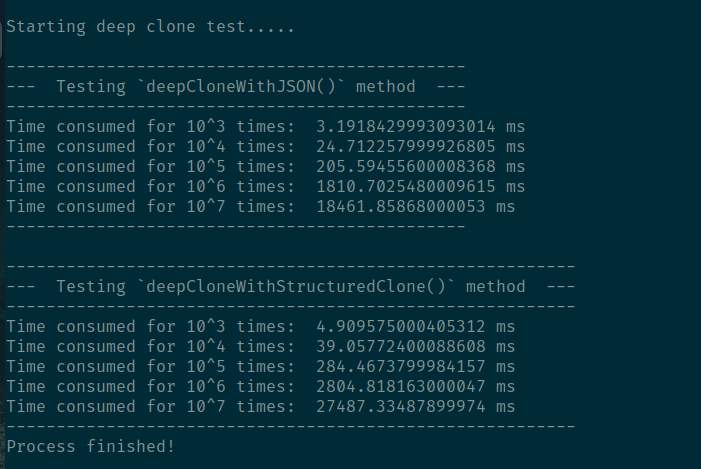 Starting deep clone test.....
----------------------------------------------
---  Testing `deepCloneWithJSON()` method  ---
----------------------------------------------
Time consumed for 10^3 times:  3.1918429993093014 ms
Time consumed for 10^4 times:  24.712257999926805 ms
Time consumed for 10^5 times:  205.59455600008368 ms
Time consumed for 10^6 times:  1810.7025480009615 ms
Time consumed for 10^7 times:  18461.85868000053 ms
----------------------------------------------
---------------------------------------------------------
---  Testing `deepCloneWithStructuredClone()` method  ---
---------------------------------------------------------
Time consumed for 10^3 times:  4.909575000405312 ms
Time consumed for 10^4 times:  39.05772400088608 ms
Time consumed for 10^5 times:  284.4673799984157 ms
Time consumed for 10^6 times:  2804.818163000047 ms
Time consumed for 10^7 times:  27487.33487899974 ms
---------------------------------------------------------
Process finished!